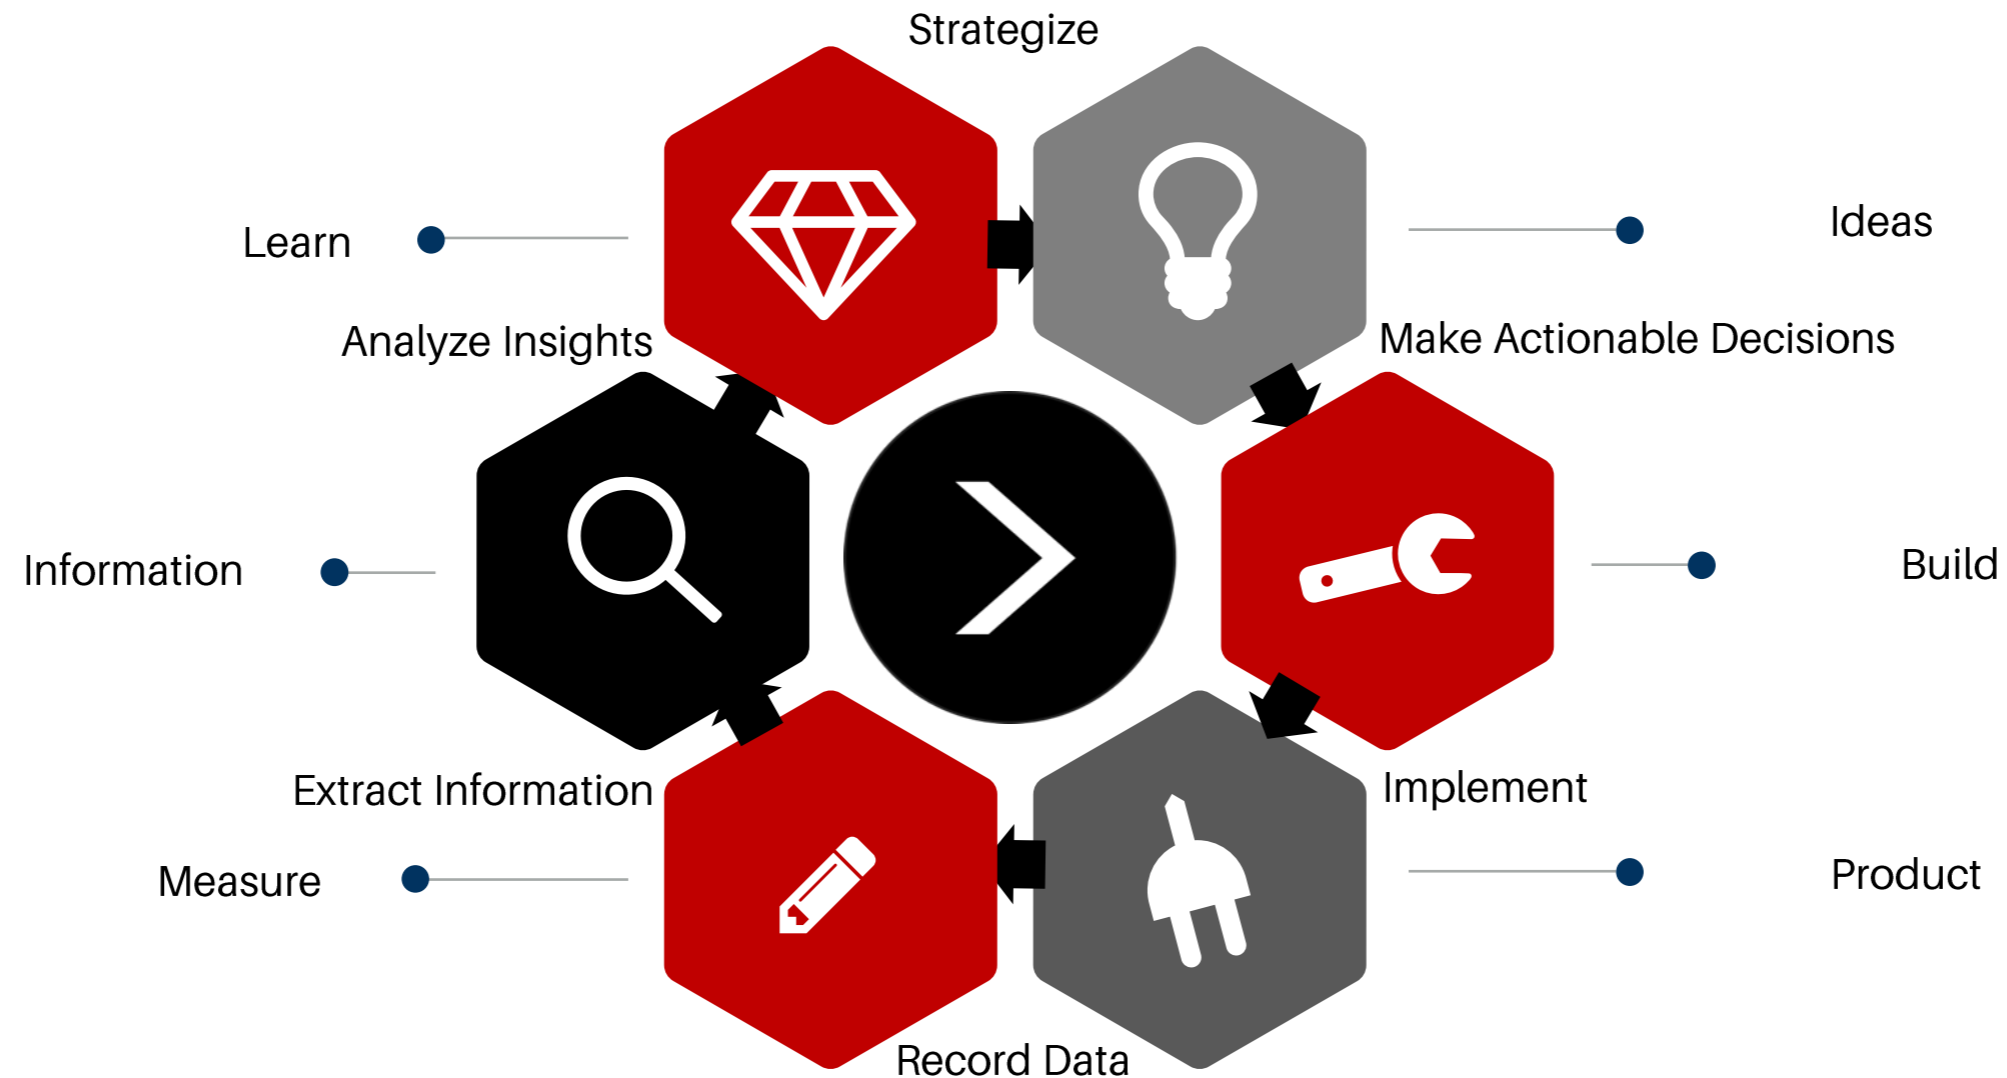 Strategize
Learn
Ideas
Analyze Insights
Make Actionable Decisions
Information
Build
Extract Information
Implement
Measure
Product
Record Data